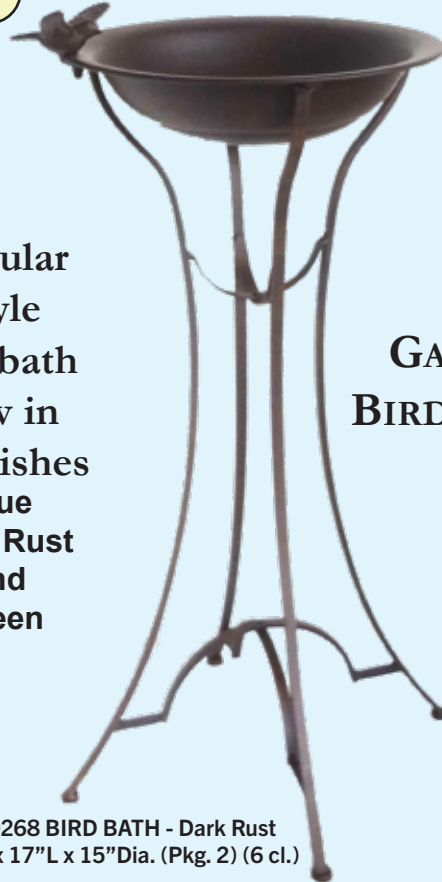 ular
yle
bath
v in
ishes
ue
Rust
nd
een
GA
BIRD
268 BIRD BATH - Dark Rust
x 17”L x 15”Dia. (Pkg. 2) (6 cl.)